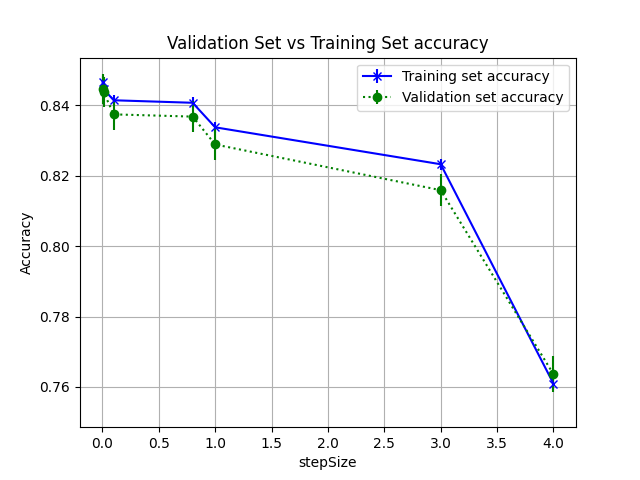 Validation Set vs Training Set accuracy
Training set accuracy
Validation set accuracy
0.84
0.82
0.80
0.78
0.76
Accuracy
0.0 0.5 1.0 1.5 2.0 2.5 3.0 3.5 4.0
stepSize